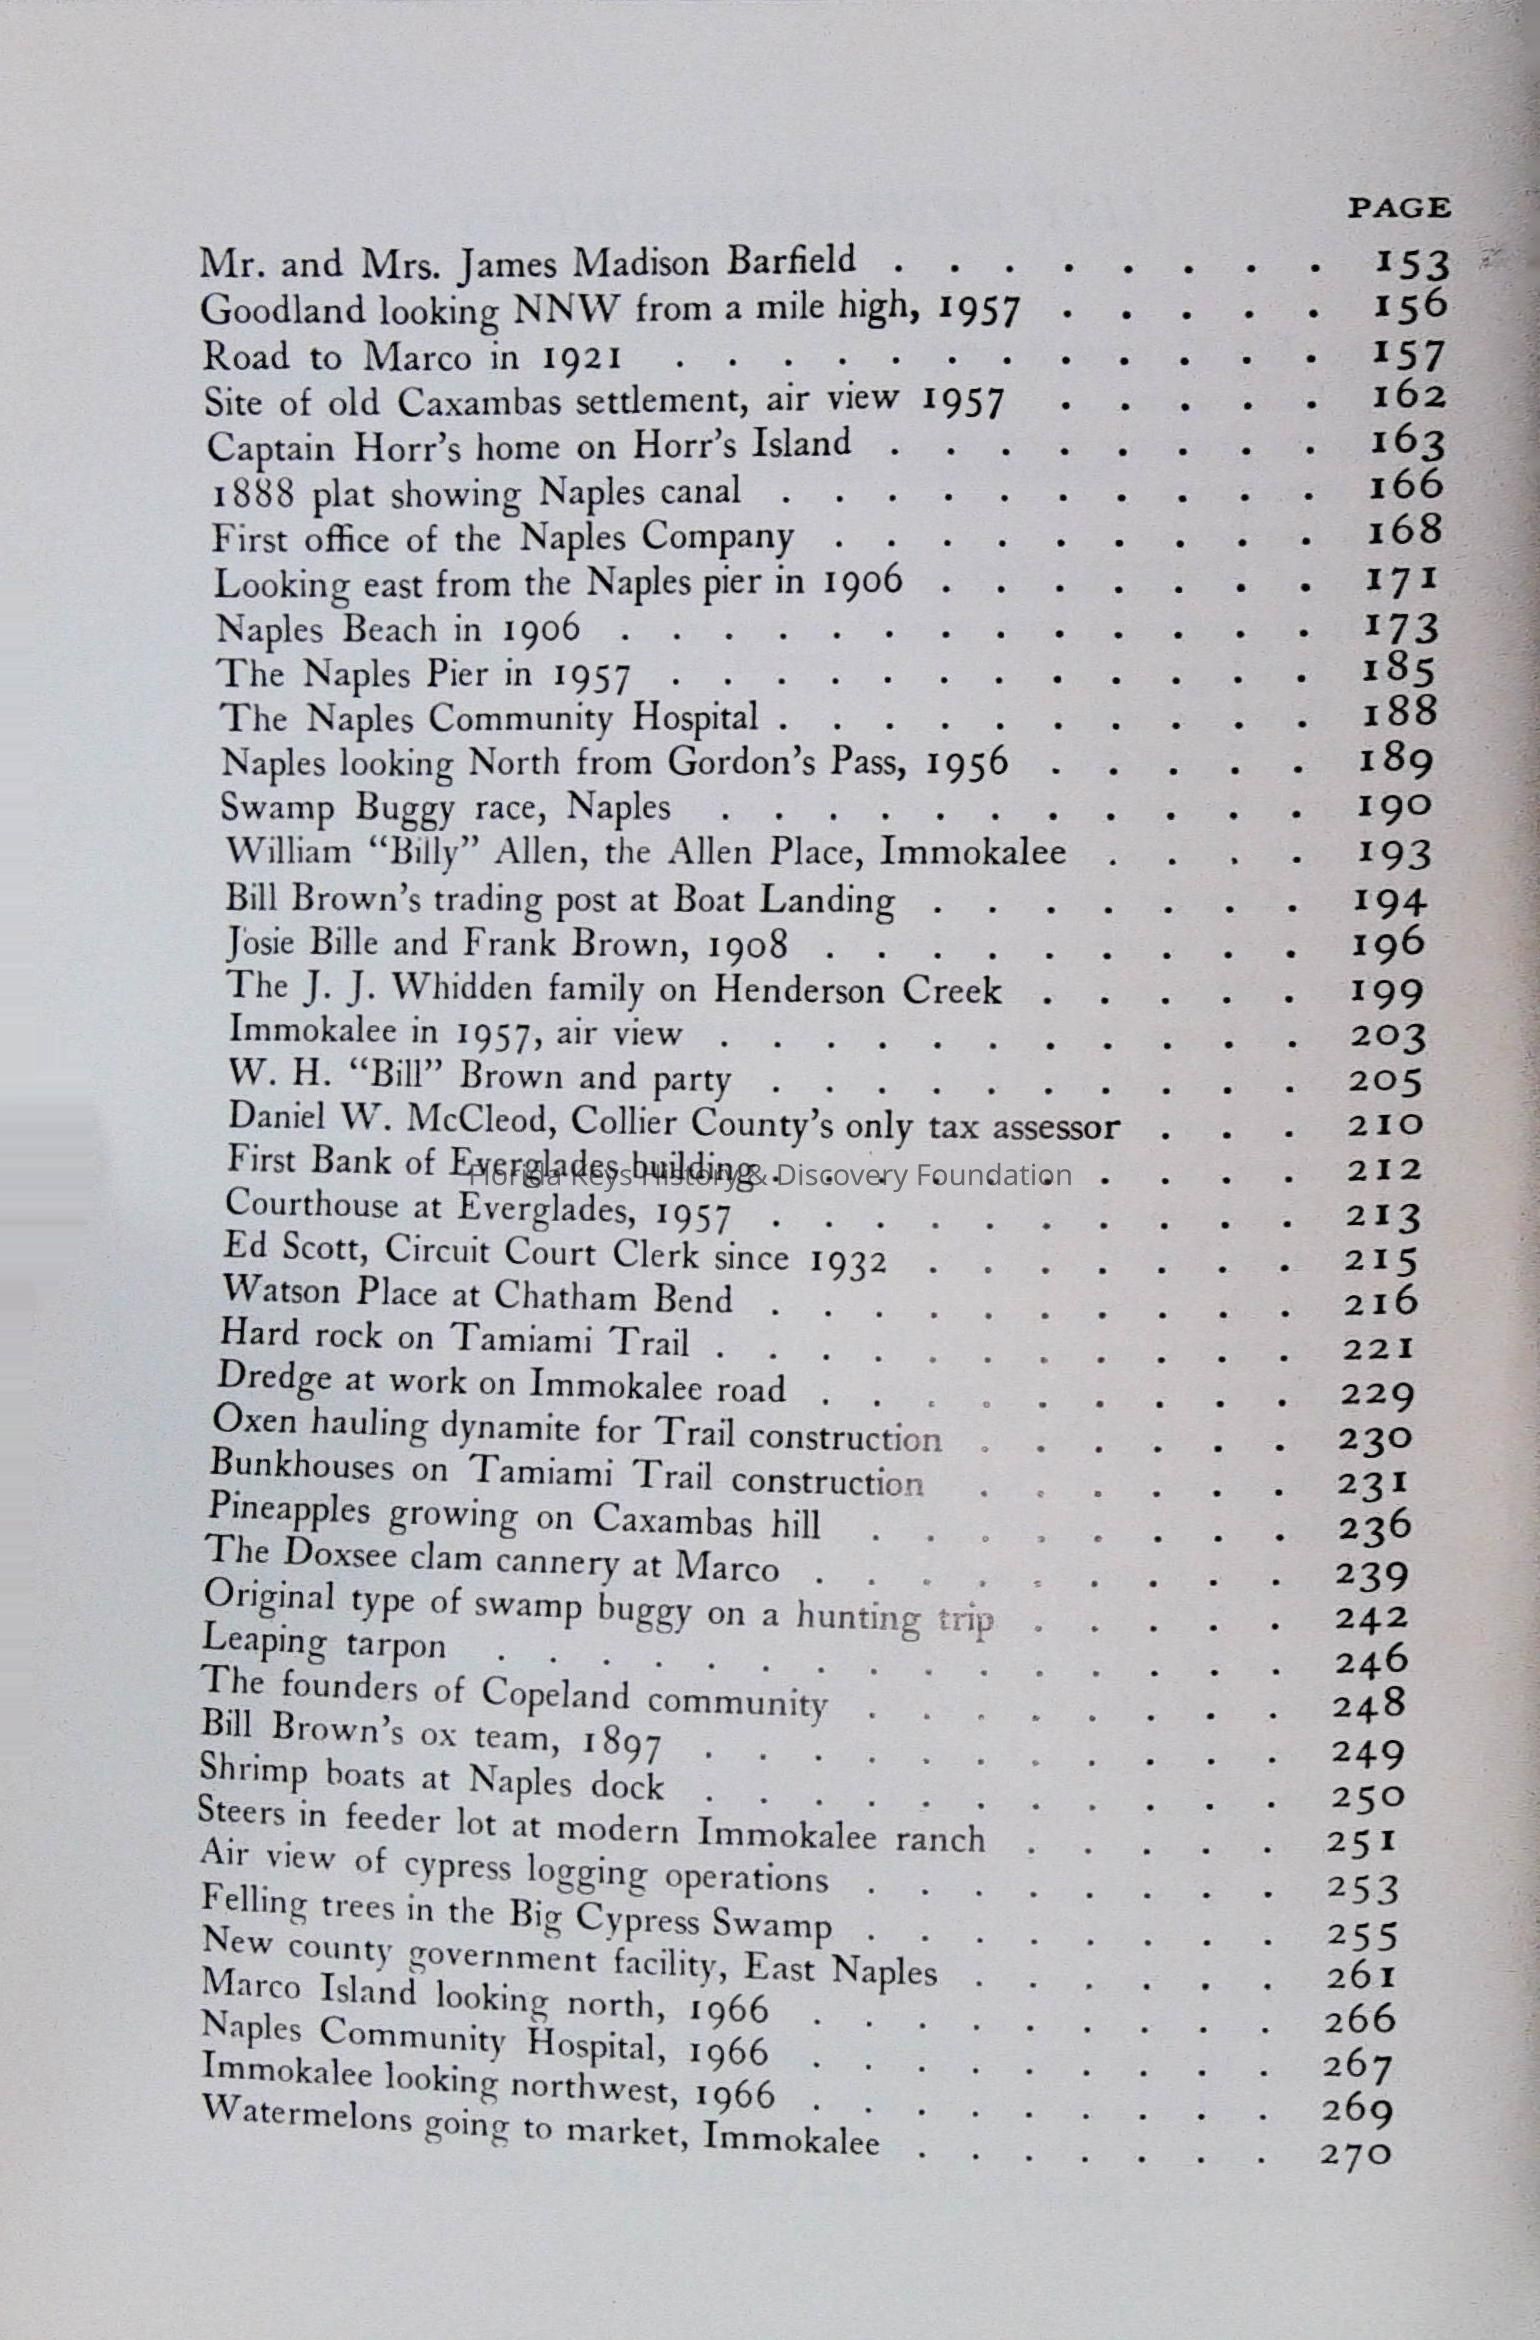 PAGE
Mr. and Mrs. James Madison Barfield . . . . . . . . 153
Goodland looking NNW from a mile high, 1957 . . . . . 156
Road to Marco in 1921 . . . . . . . . . . . . 157
Site of old Caxambas settlement, air view 1957 . . . . . 162
Captain Horr's home on Horr's Island . . . . . . . . 163
1888 plat showing Naples canal . . . . . . . . . . 166
First office of the Naples Company . . . . . . . . . 168
Looking east from the Naples pier in 1906 . . . . . . . 171
Naples Beach in 1906 . . . . . . . . . . . . . 173
The Naples Pier in 1957 . . . . . . . . . . . . 185
The Naples Community Hospital . . . . . . . . . . 188
Naples looking North from Gordon's Pass, 1956 . . . . . 189
Swamp Buggy race, Naples . . . . . . . . . . . 190
William “Billy” Allen, the Allen Place, Immokalee . . . . 193
Bill Brown's trading post at Boat Landing . . . . . . . 194
Josie Bille and Frank Brown, 1908 . . . . . . . . . 196
The J. J. Whidden family on Henderson Creek . . . . . 199
Immokalee in 1957, air view . . . . . . . . . . . 203
W. H. “Bill” Brown and party . . . . . . . . . . 205
Daniel W. McCleod, Collier County's only tax assessor . . . 210
First Bank of Everglades building . . . . . . . . . . 212
Florida Keys History & Discovery Foundation
Courthouse at Everglades, 1957 . . . . . . . . . . 213
Ed Scott, Circuit Court Clerk since 1932 . . . . . . . 215
Watson Place at Chatham Bend . . . . . . . . . . 216
Hard rock on Tamiami Trail . . . . . . . . . . . 221
Dredge at work on Immokalee road . . . . . . . . . 229
Oxen hauling dynamite for Trail construction . . . . . . 230
Bunkhouses on Tamiami Trail construction . . . . . . 231
Pineapples growing on Caxambas hill . . . . . . . . 236
The Doxsee clam cannery at Marco . . . . . . . . . 239
Original type of swamp buggy on a hunting trip . . . . . 242
Leaping tarpon . . . . . . . . . . . . . . . 246
The founders of Copeland community . . . . . . . . 248
Bill Brown's ox team, 1897 . . . . . . . . . . . 249
Shrimp boats at Naples dock . . . . . . . . . . . 250
Steers in feeder lot at modern Immokalee ranch . . . . . 251
Air view of cypress logging operations . . . . . . . . 253
Felling trees in the Big Cypress Swamp . . . . . . . . 255
New county government facility, East Naples . . . . . . 261
Marco Island looking north, 1966 . . . . . . . . . 266
Naples Community Hospital, 1966 . . . . . . . . . 267
Immokalee looking northwest, 1966 . . . . . . . . . 269
Watermelons going to market, Immokalee . . . . . . . 270